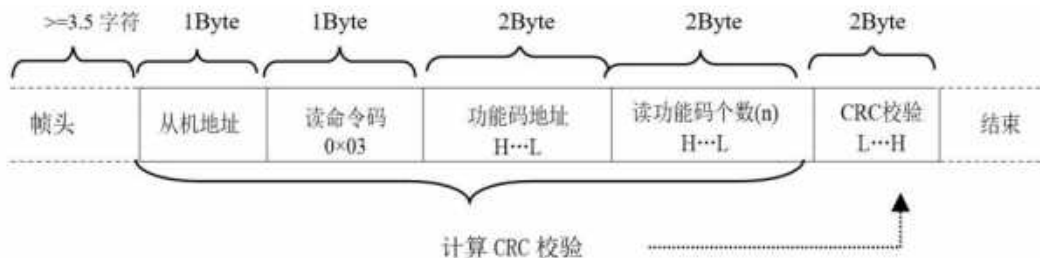 >=3.5 字符 1Byte 1Byte 2Byte 2Byte 2Byte
帧头 从机地址 读命令码 功能码地址 读功能码个数(n) CRC校验 结束
0×03 H…L H…L L…H
计算 CRC 校验